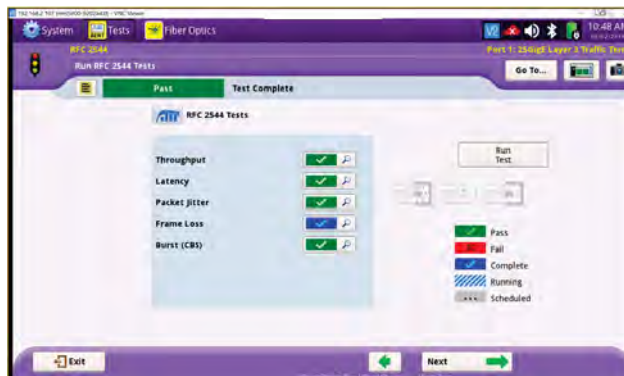 VNC Viewer
System Tests Fiber Optics
10:48 AM
RFC 2544
Port 1: 25GigE Layer 3 Traffic Term
Run RFC 2544 Tests
Go To...
Pass Test Complete
RFC 2544 Tests
Throughput
Latency
Packet Jitter
Frame Loss
Burst (CBS)
Run
Test
Pass
Fail
Complete
Running
Scheduled
Exit
Next